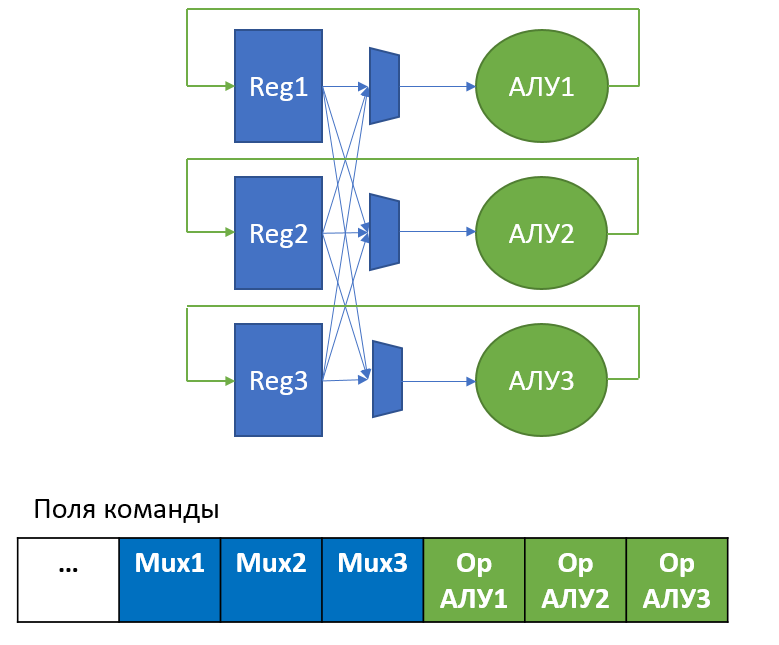 Reg1
АЛУ1
Reg2
АЛУ2
Reg3
АЛУ3
Поля команды
... Mux1 Mux2 Mux3 Op Op Op
АЛУ1 АЛУ2 АЛУ3